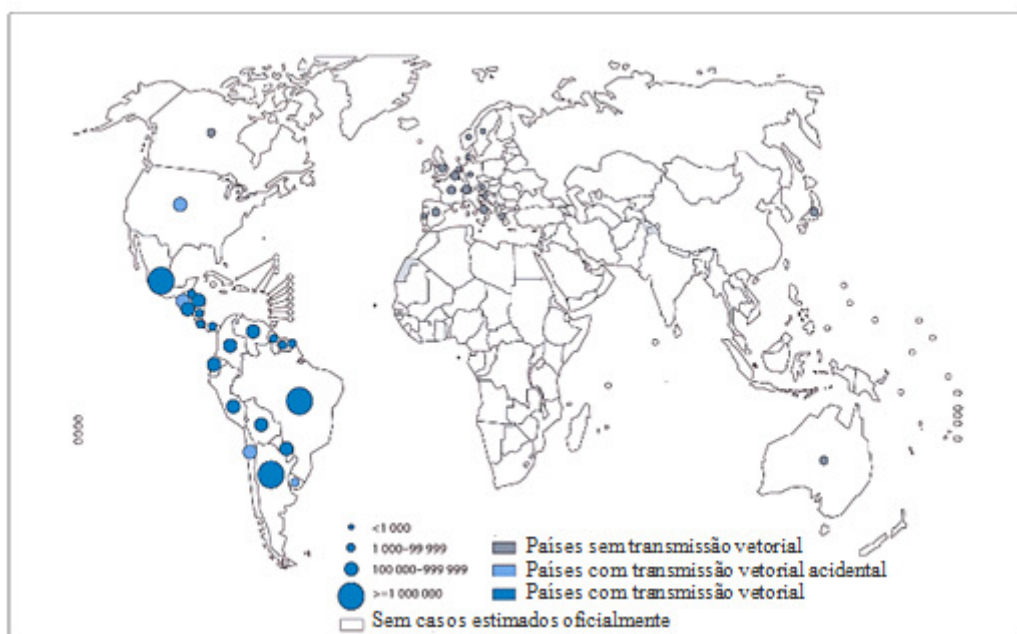 <1 000
1 000-99 999
100 000-999 999
>=1 000 000
Países sem transmissão vetorial
Países com transmissão vetorial acidental
Países com transmissão vetorial
Sem casos estimados oficialmente